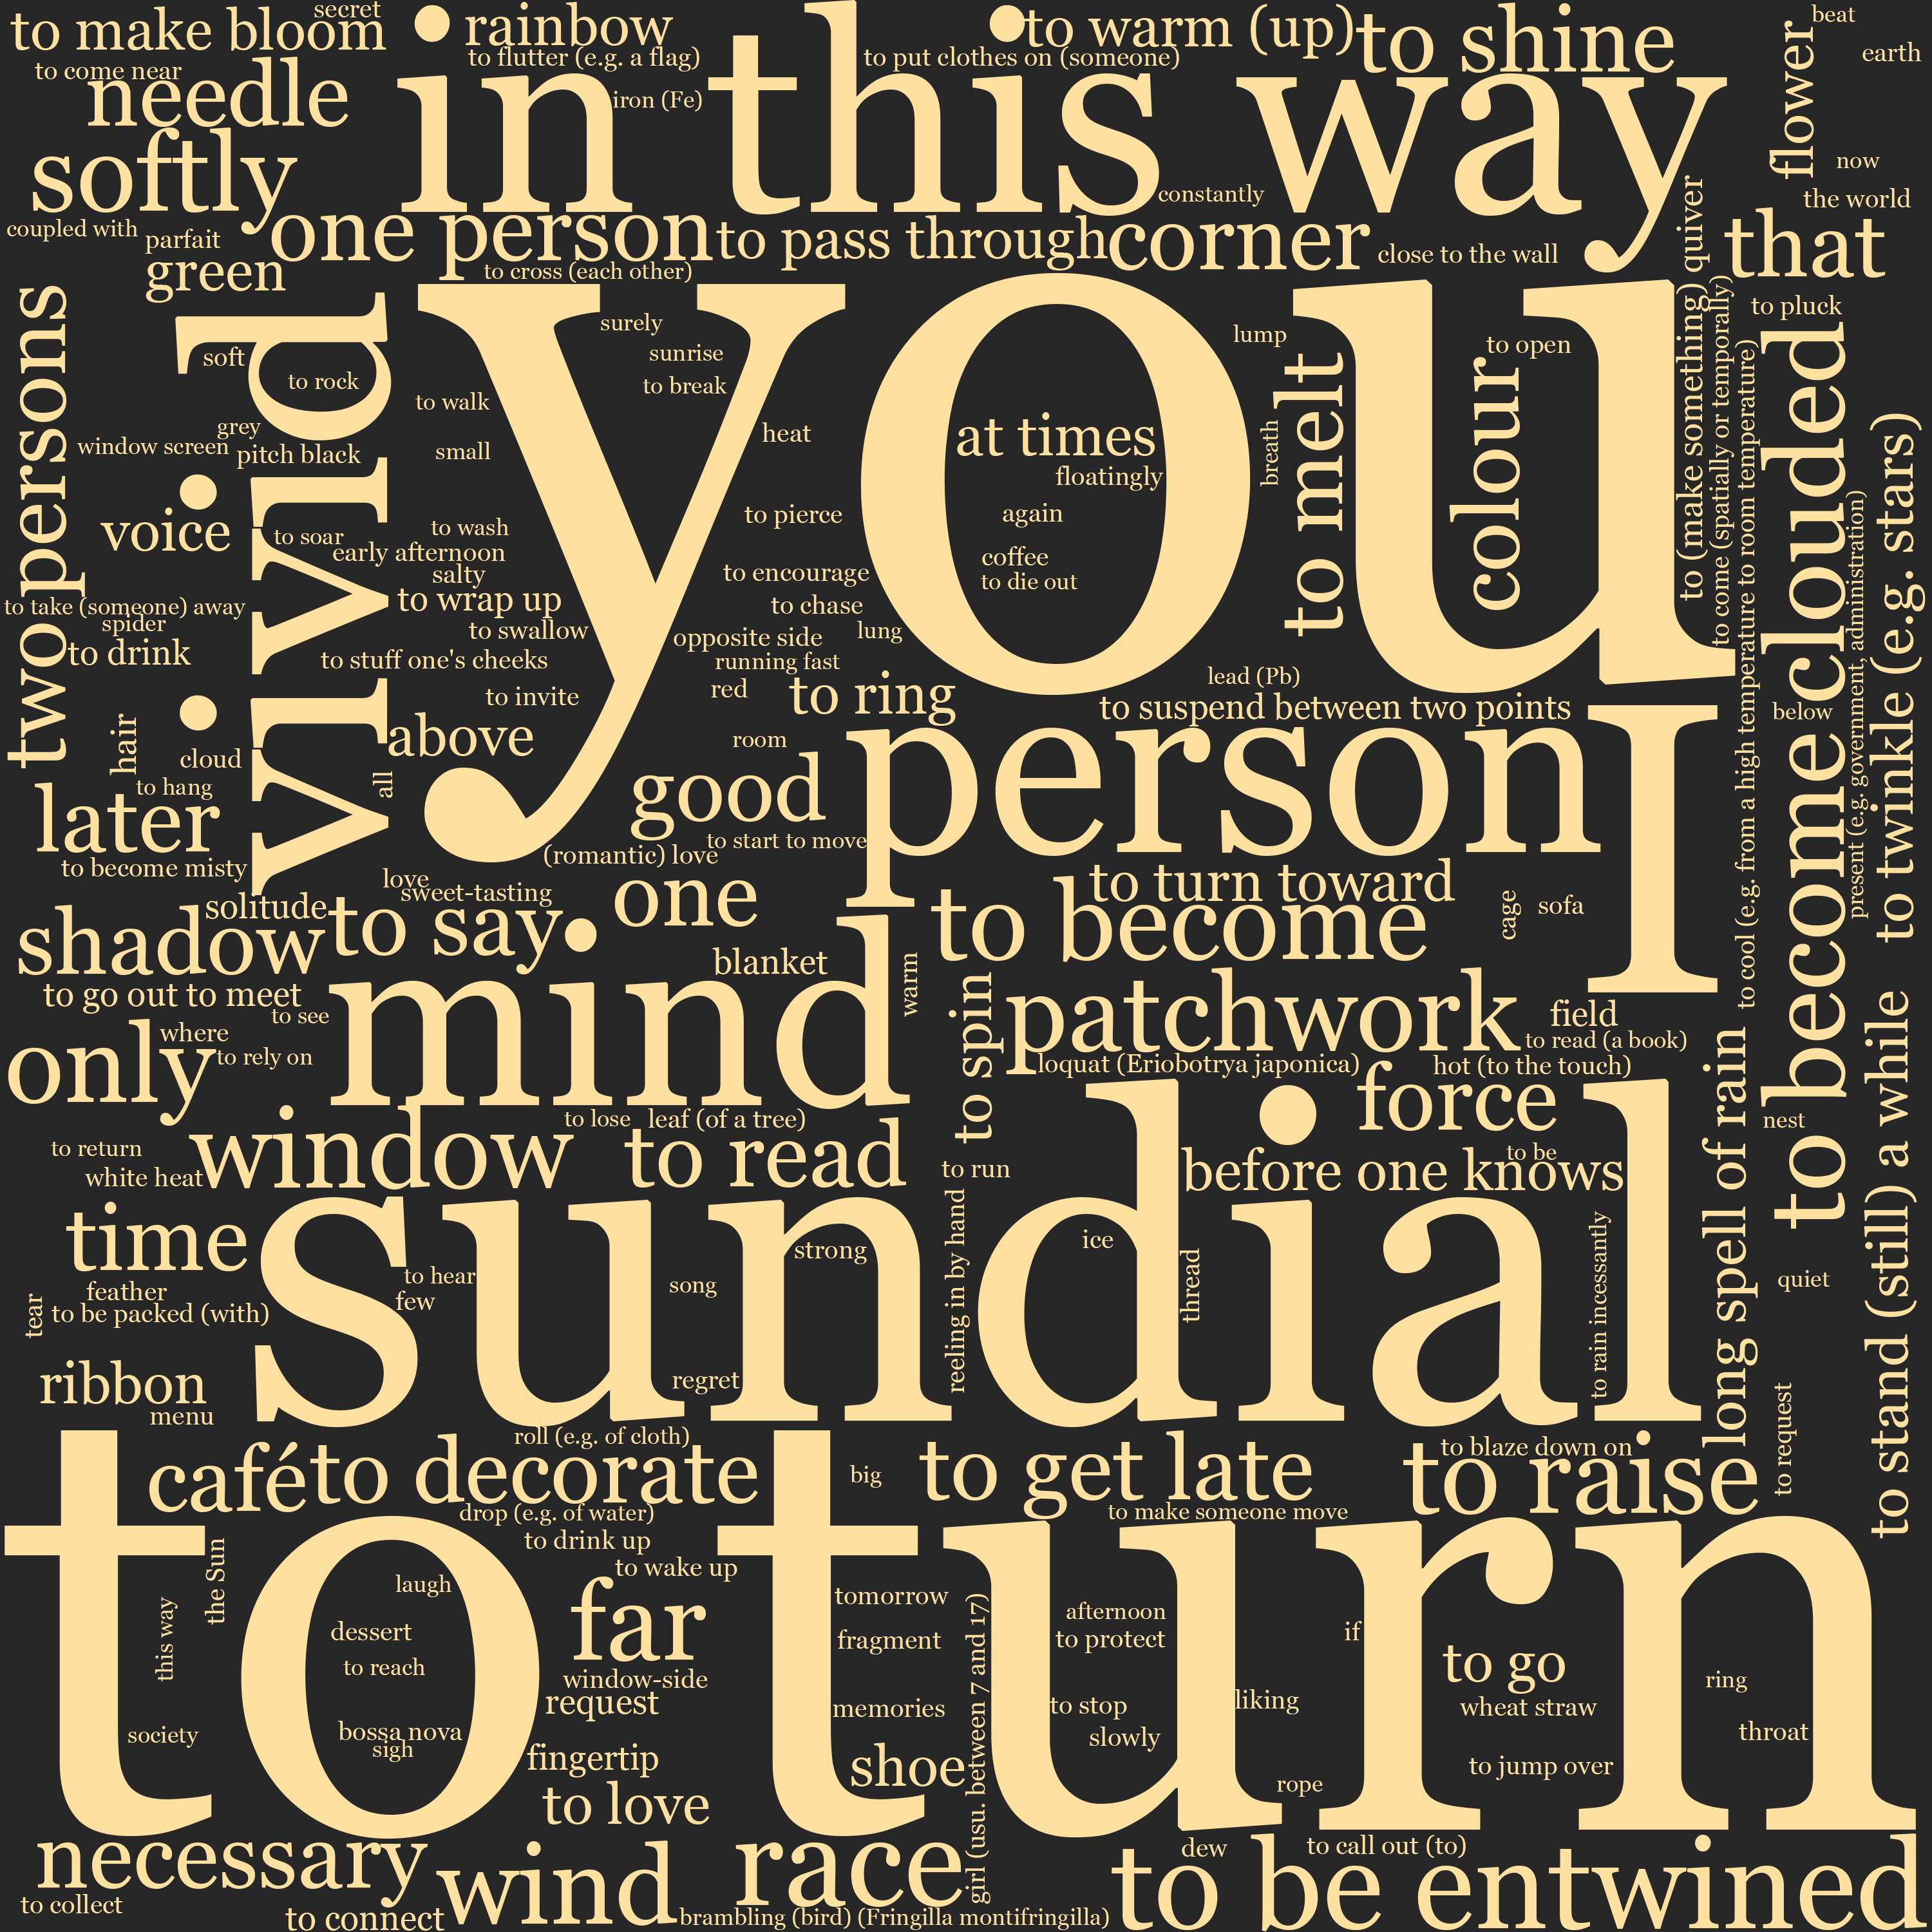 secret
to make bloom
rainbow
to warm (up)
to shine
beat
to come near
to flutter (e.g. a flag)
to put clothes on (someone)
earth
flower
needle
iron (Fe)
in this way
now
softly
constantly
the world
coupled with
parfait
one person
to pass through
corner
close to the wall
to (make something) quiver
that
green
to cross (each other)
to come (spatially or temporally)
to pluck
two persons
vivid
you
surely
sunrise
lump
to open
soft
to rock
to break
to melt
colour
to cool (e.g. from a high temperature to room temperature)
to become clouded
to walk
grey
window screen
pitch black
small
heat
at times
floatingly
breath
to twinkle (e.g. stars)
present (e.g. government, administration)
voice
to soar
to wash
to pierce
again
early afternoon
coffee
salty
to encourage
to die out
to wrap up
to take (someone) away
spider
to chase
to swallow
opposite side
lung
to drink
to stuff one's cheeks
running fast
lead (Pb)
to invite
red
to ring
to suspend between two points
I
below
hair
above
cloud
room
person
all
to hang
good
later
to start to move
to become misty
(romantic) love
love
sweet-tasting
one
to turn toward
cage
sofa
solitude
shadow
to say
to become
blanket
warm
to go out to meet
to see
mind
to spin
patchwork
field
where
only
to rely on
to read (a book)
loquat (Eriobotrya japonica)
hot (to the touch)
force
long spell of rain
to stand (still) a while
to lose
leaf (of a tree)
nest
to return
window
to read
to be
white heat
to run
before one knows
reeling in by hand
sundial
time
strong
ice
to rain incessantly
thread
to hear
song
quiet
feather
few
tear
to be packed (with)
ribbon
regret
to request
menu
roll (e.g. of cloth)
café
to decorate
big
to get late
to blaze down on
to raise
drop (e.g. of water)
to make someone move
to turn
to drink up
the Sun
to wake up
laugh
far
tomorrow
girl (usu. between 7 and 17)
this way
dessert
afternoon
fragment
to protect
if
to reach
to go
window-side
ring
request
memories
to stop
liking
wheat straw
society
bossa nova
slowly
throat
sigh
fingertip
shoe
to jump over
rope
to love
necessary
wind
race
dew
to call out (to)
to be entwined
to collect
to connect
brambling (bird) (Fringilla montifringilla)